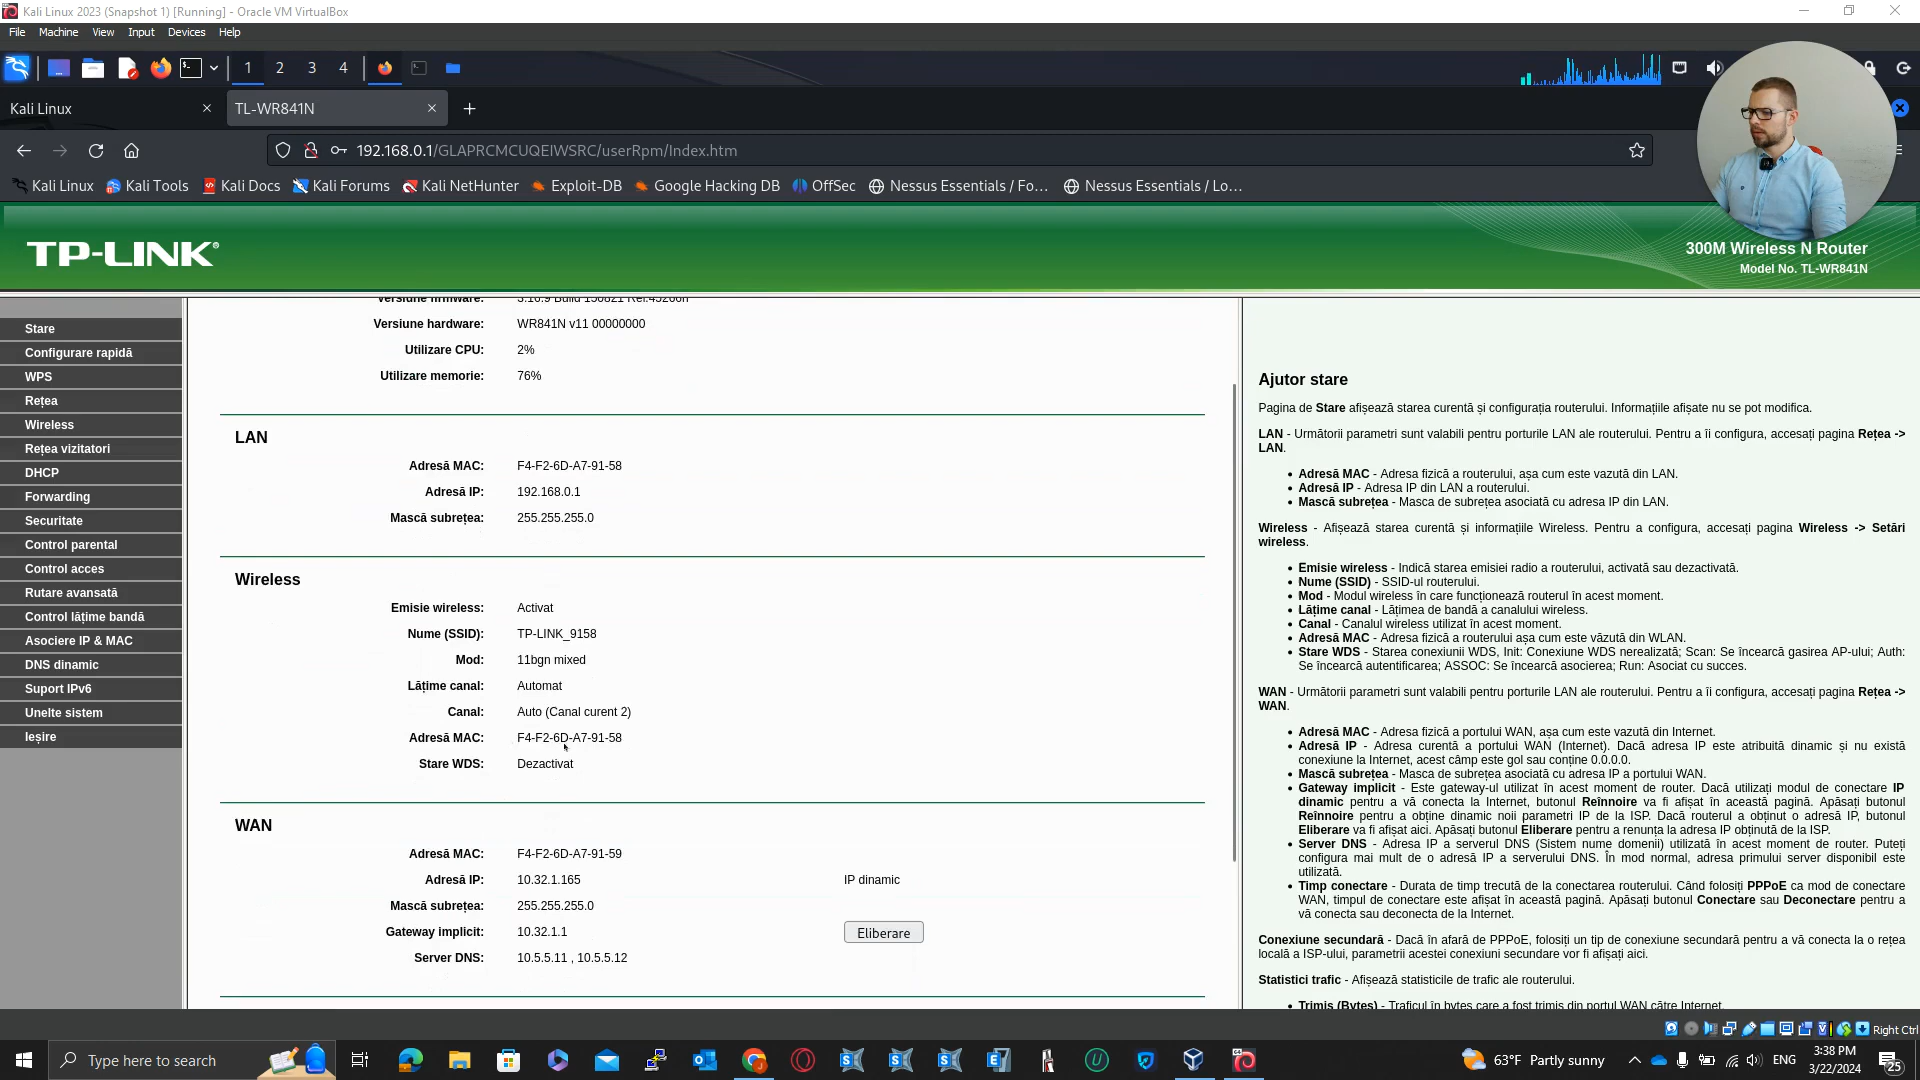 Kali Linux 2023 (Snapshot 1) [Running] - Oracle VM VirtualBox
File Machine View Input Devices Help
1 2 3 4
Kali Linux
TL-WR841N
192.168.0.1/GLAPRCMCUQEIWSRC/userRpm/Index.htm
Kali Linux Kali Tools Kali Docs Kali Forums Kali NetHunter Exploit-DB Google Hacking DB OffSec Nessus Essentials / Fo… Nessus Essentials / Lo…
TP-LINK®
300M Wireless N Router
Model No. TL-WR841N
Stare
Configurare rapidă
WPS
Rețea
Wireless
Rețea vizitatori
DHCP
Forwarding
Securitate
Control parental
Control acces
Rutare avansată
Control lățime bandă
Asociere IP & MAC
DNS dinamic
Suport IPv6
Unelte sistem
Ieșire
Versiune firmware: 3.16.9 Build 150821 Rel.45266n
Versiune hardware: WR841N v11 00000000
Utilizare CPU: 2%
Utilizare memorie: 76%
LAN
Adresă MAC: F4-F2-6D-A7-91-58
Adresă IP: 192.168.0.1
Mască subrețea: 255.255.255.0
Wireless
Emisie wireless: Activat
Nume (SSID): TP-LINK_9158
Mod: 11bgn mixed
Lățime canal: Automat
Canal: Auto (Canal curent 2)
Adresă MAC: F4-F2-6D-A7-91-58
Stare WDS: Dezactivat
WAN
Adresă MAC: F4-F2-6D-A7-91-59
Adresă IP: 10.32.1.165 IP dinamic
Mască subrețea: 255.255.255.0
Gateway implicit: 10.32.1.1 Eliberare
Server DNS: 10.5.5.11 , 10.5.5.12
Ajutor stare
Pagina de Stare afișează starea curentă și configurația routerului. Informațiile afișate nu se pot modifica.
LAN - Următorii parametri sunt valabili pentru porturile LAN ale routerului. Pentru a îi configura, accesați pagina Rețea ->
LAN.
• Adresă MAC - Adresa fizică a routerului, așa cum este vazută din LAN.
• Adresă IP - Adresa IP din LAN a routerului.
• Mască subrețea - Masca de subrețea asociată cu adresa IP din LAN.
Wireless - Afișează starea curentă și informațiile Wireless. Pentru a configura, accesați pagina Wireless -> Setări
wireless.
• Emisie wireless - Indică starea emisiei radio a routerului, activată sau dezactivată.
• Nume (SSID) - SSID-ul routerului.
• Mod - Modul wireless în care funcționează routerul în acest moment.
• Lățime canal - Lățimea de bandă a canalului wireless.
• Canal - Canalul wireless utilizat în acest moment.
• Adresă MAC - Adresa fizică a routerului așa cum este văzută din WLAN.
• Stare WDS - Starea conexiunii WDS, Init: Conexiune WDS nerealizată; Scan: Se încearcă gasirea AP-ului; Auth:
Se încearcă autentificarea; ASSOC: Se încearcă asocierea; Run: Asociat cu succes.
WAN - Următorii parametri sunt valabili pentru porturile LAN ale routerului. Pentru a îi configura, accesați pagina Rețea ->
WAN.
• Adresă MAC - Adresa fizică a portului WAN, așa cum este vazută din Internet.
• Adresă IP - Adresa curentă a portului WAN (Internet). Dacă adresa IP este atribuită dinamic și nu există
conexiune la Internet, acest câmp este gol sau conține 0.0.0.0.
• Mască subrețea - Masca de subrețea asociată cu adresa IP a portului WAN.
• Gateway implicit - Este gateway-ul utilizat în acest moment de router. Dacă utilizați modul de conectare IP
dinamic pentru a vă conecta la Internet, butonul Reînnoire va fi afișat în această pagină. Apăsați butonul
Reînnoire pentru a obține dinamic noii parametri IP de la ISP. Dacă routerul a obținut o adresă IP, butonul
Eliberare va fi afișat aici. Apăsați butonul Eliberare pentru a renunța la adresa IP obținută de la ISP.
• Server DNS - Adresa IP a serverul DNS (Sistem nume domenii) utilizată în acest moment de router. Puteți
configura mai mult de o adresă IP a serverului DNS. În mod normal, adresa primului server disponibil este
utilizată.
• Timp conectare - Durata de timp trecută de la conectarea routerului. Când folosiți PPPoE ca mod de conectare
WAN, timpul de conectare este afișat în această pagină. Apăsați butonul Conectare sau Deconectare pentru a
vă conecta sau deconecta de la Internet.
Conexiune secundară - Dacă în afară de PPPoE, folosiți un tip de conexiune secundară pentru a vă conecta la o rețea
locală a ISP-ului, parametrii acestei conexiuni secundare vor fi afișați aici.
Statistici trafic - Afișează statisticile de trafic ale routerului.
• Trimis (Bytes) - Traficul în bytes care a fost trimis din portul WAN către Internet.
Right Ctrl
Type here to search
63°F Partly sunny
ENG
3:38 PM
3/22/2024
25